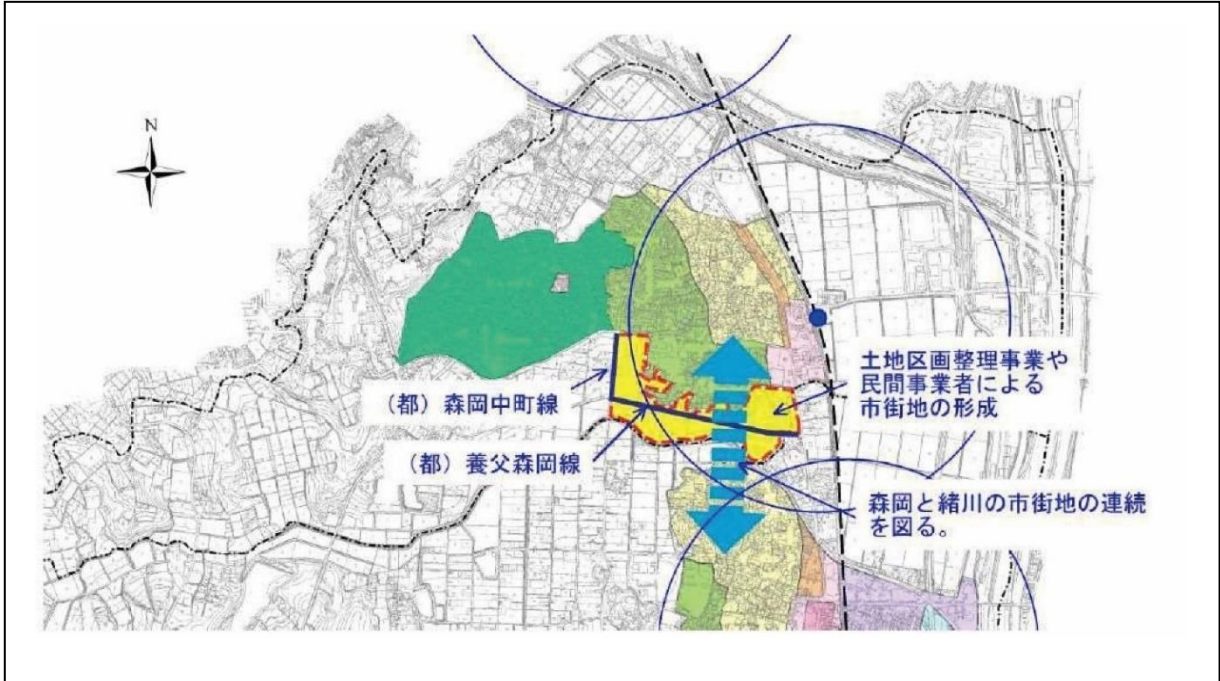 N
（都）森岡中町線
（都）養父森岡線
土地区画整理事業や
民間事業者による
市街地の形成
森岡と緒川の市街地の連続
を図る。